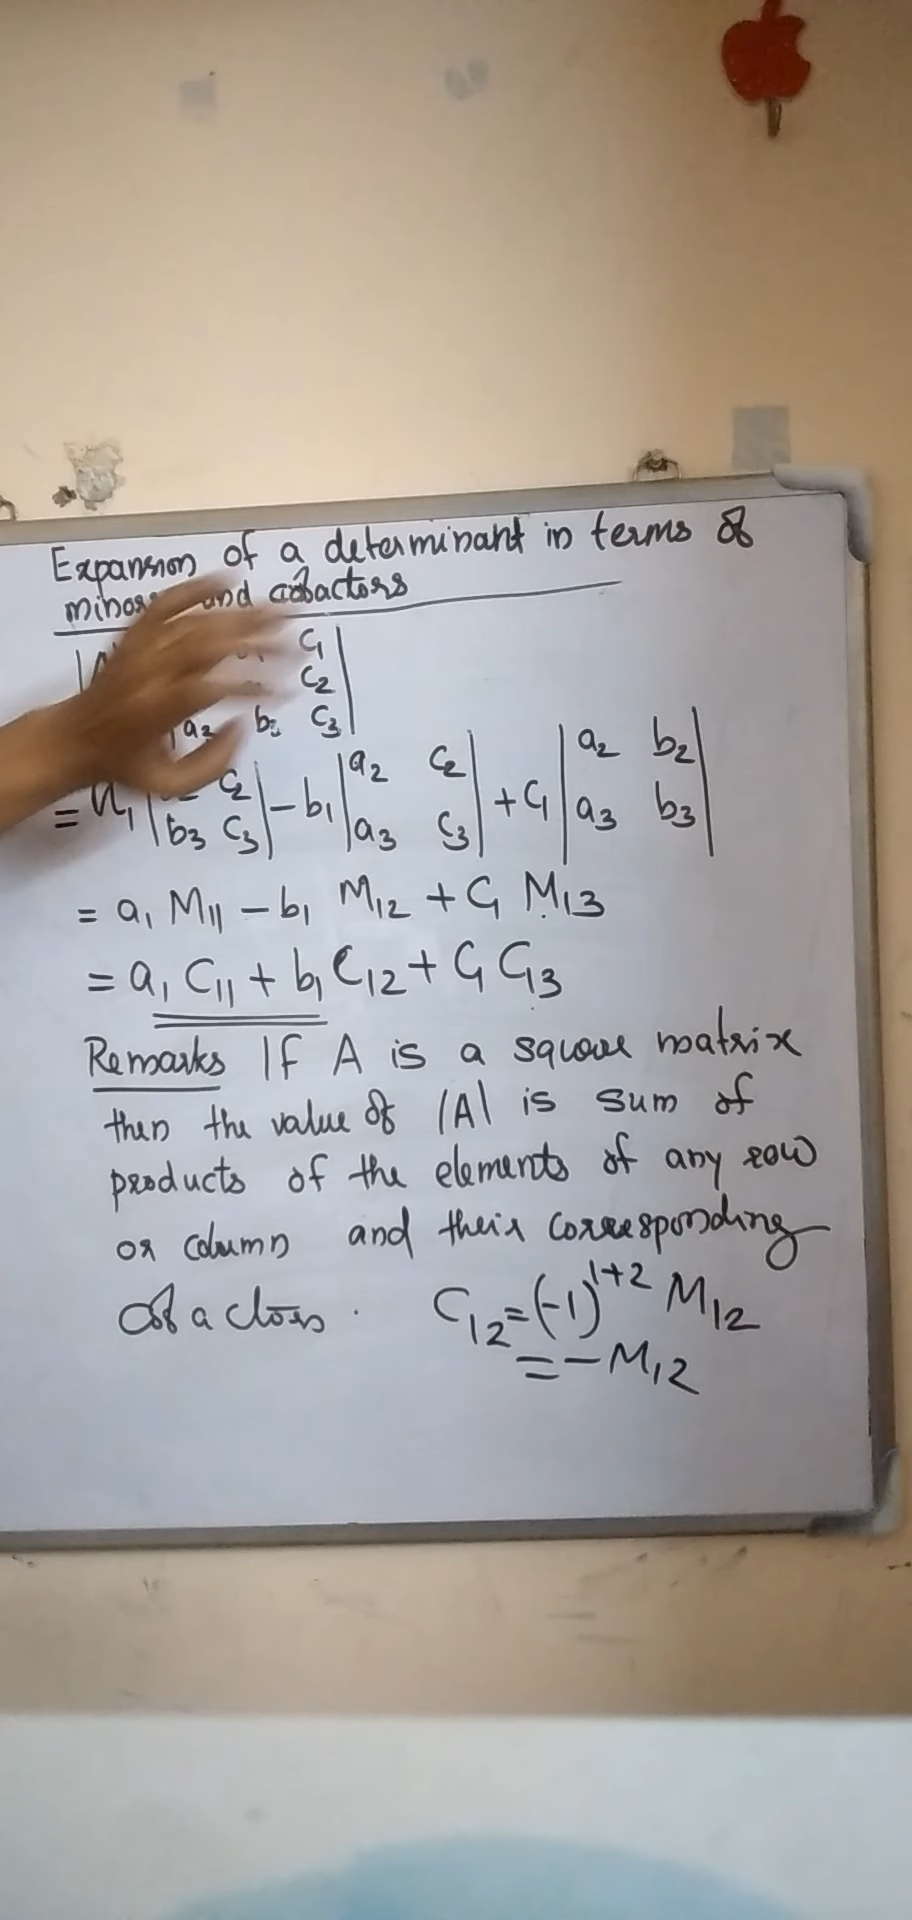 Expansion of a determinant in terms of
minors and cofactors
c₁
c₂
a₃ b₃ c₃
= a₁ | c₂ b₃ c₃ | - b₁ | a₂ c₂ a₃ c₃ | + c₁ | a₂ b₂ a₃ b₃ |
= a₁ M₁₁ - b₁ M₁₂ + c₁ M₁₃
= a₁ C₁₁ + b₁ C₁₂ + c₁ C₁₃
Remarks If A is a square matrix
then the value of |A| is sum of
products of the elements of any row
or column and their corresponding
cofactors. C₁₂ = (-1)¹⁺² M₁₂
= - M₁₂